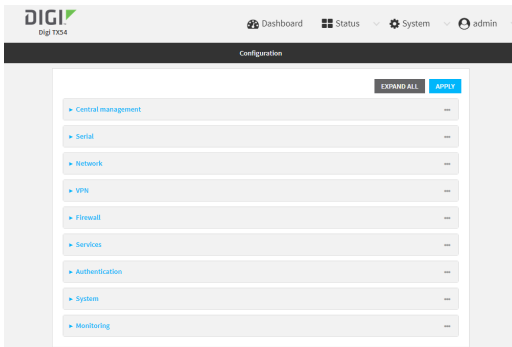 DIGI
Digi TX54
Dashboard Status System admin
Configuration
EXPAND ALL APPLY
Central management
Serial
Network
VPN
Firewall
Services
Authentication
System
Monitoring